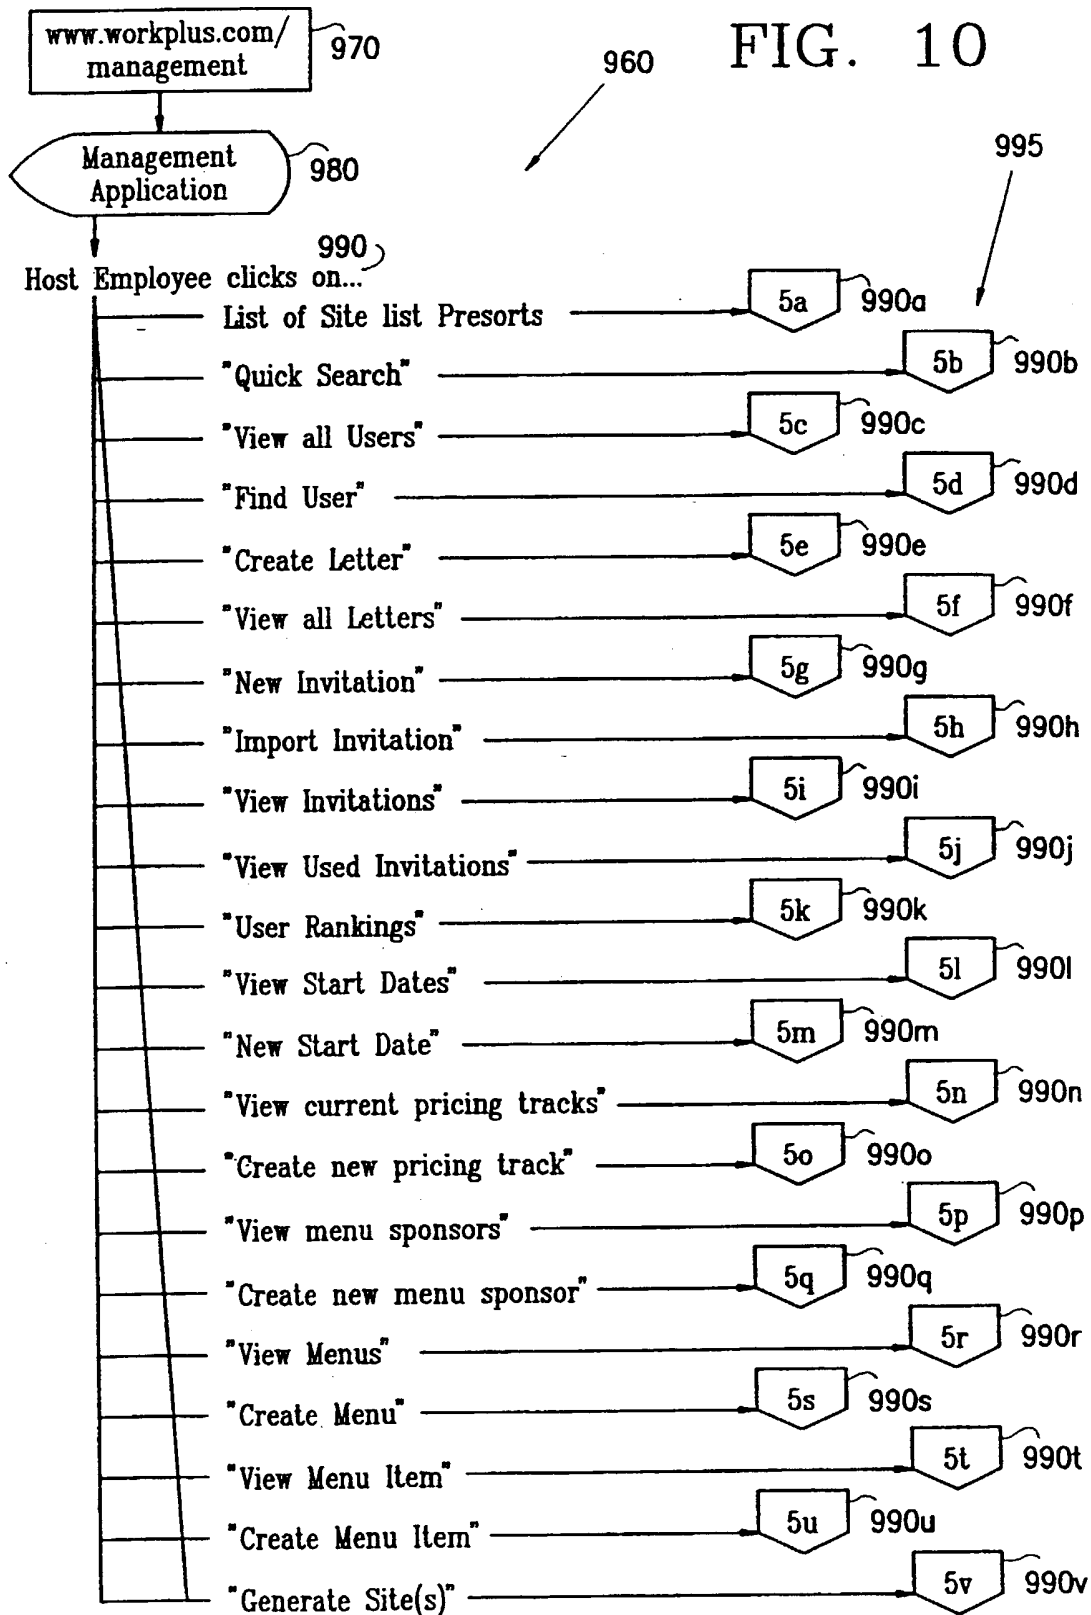 FIG. 10
www.workplus.com/
management
970
960
995
Management
Application
980
990
Host Employee clicks on...
List of Site list Presorts 5a 990a
"Quick Search" 5b 990b
"View all Users" 5c 990c
"Find User" 5d 990d
"Create Letter" 5e 990e
"View all Letters" 5f 990f
"New Invitation" 5g 990g
"Import Invitation" 5h 990h
"View Invitations" 5i 990i
"View Used Invitations" 5j 990j
"User Rankings" 5k 990k
"View Start Dates" 5l 990l
"New Start Date" 5m 990m
"View current pricing tracks" 5n 990n
"Create new pricing track" 5o 990o
"View menu sponsors" 5p 990p
"Create new menu sponsor" 5q 990q
"View Menus" 5r 990r
"Create Menu" 5s 990s
"View Menu Item" 5t 990t
"Create Menu Item" 5u 990u
"Generate Site(s)" 5v 990v